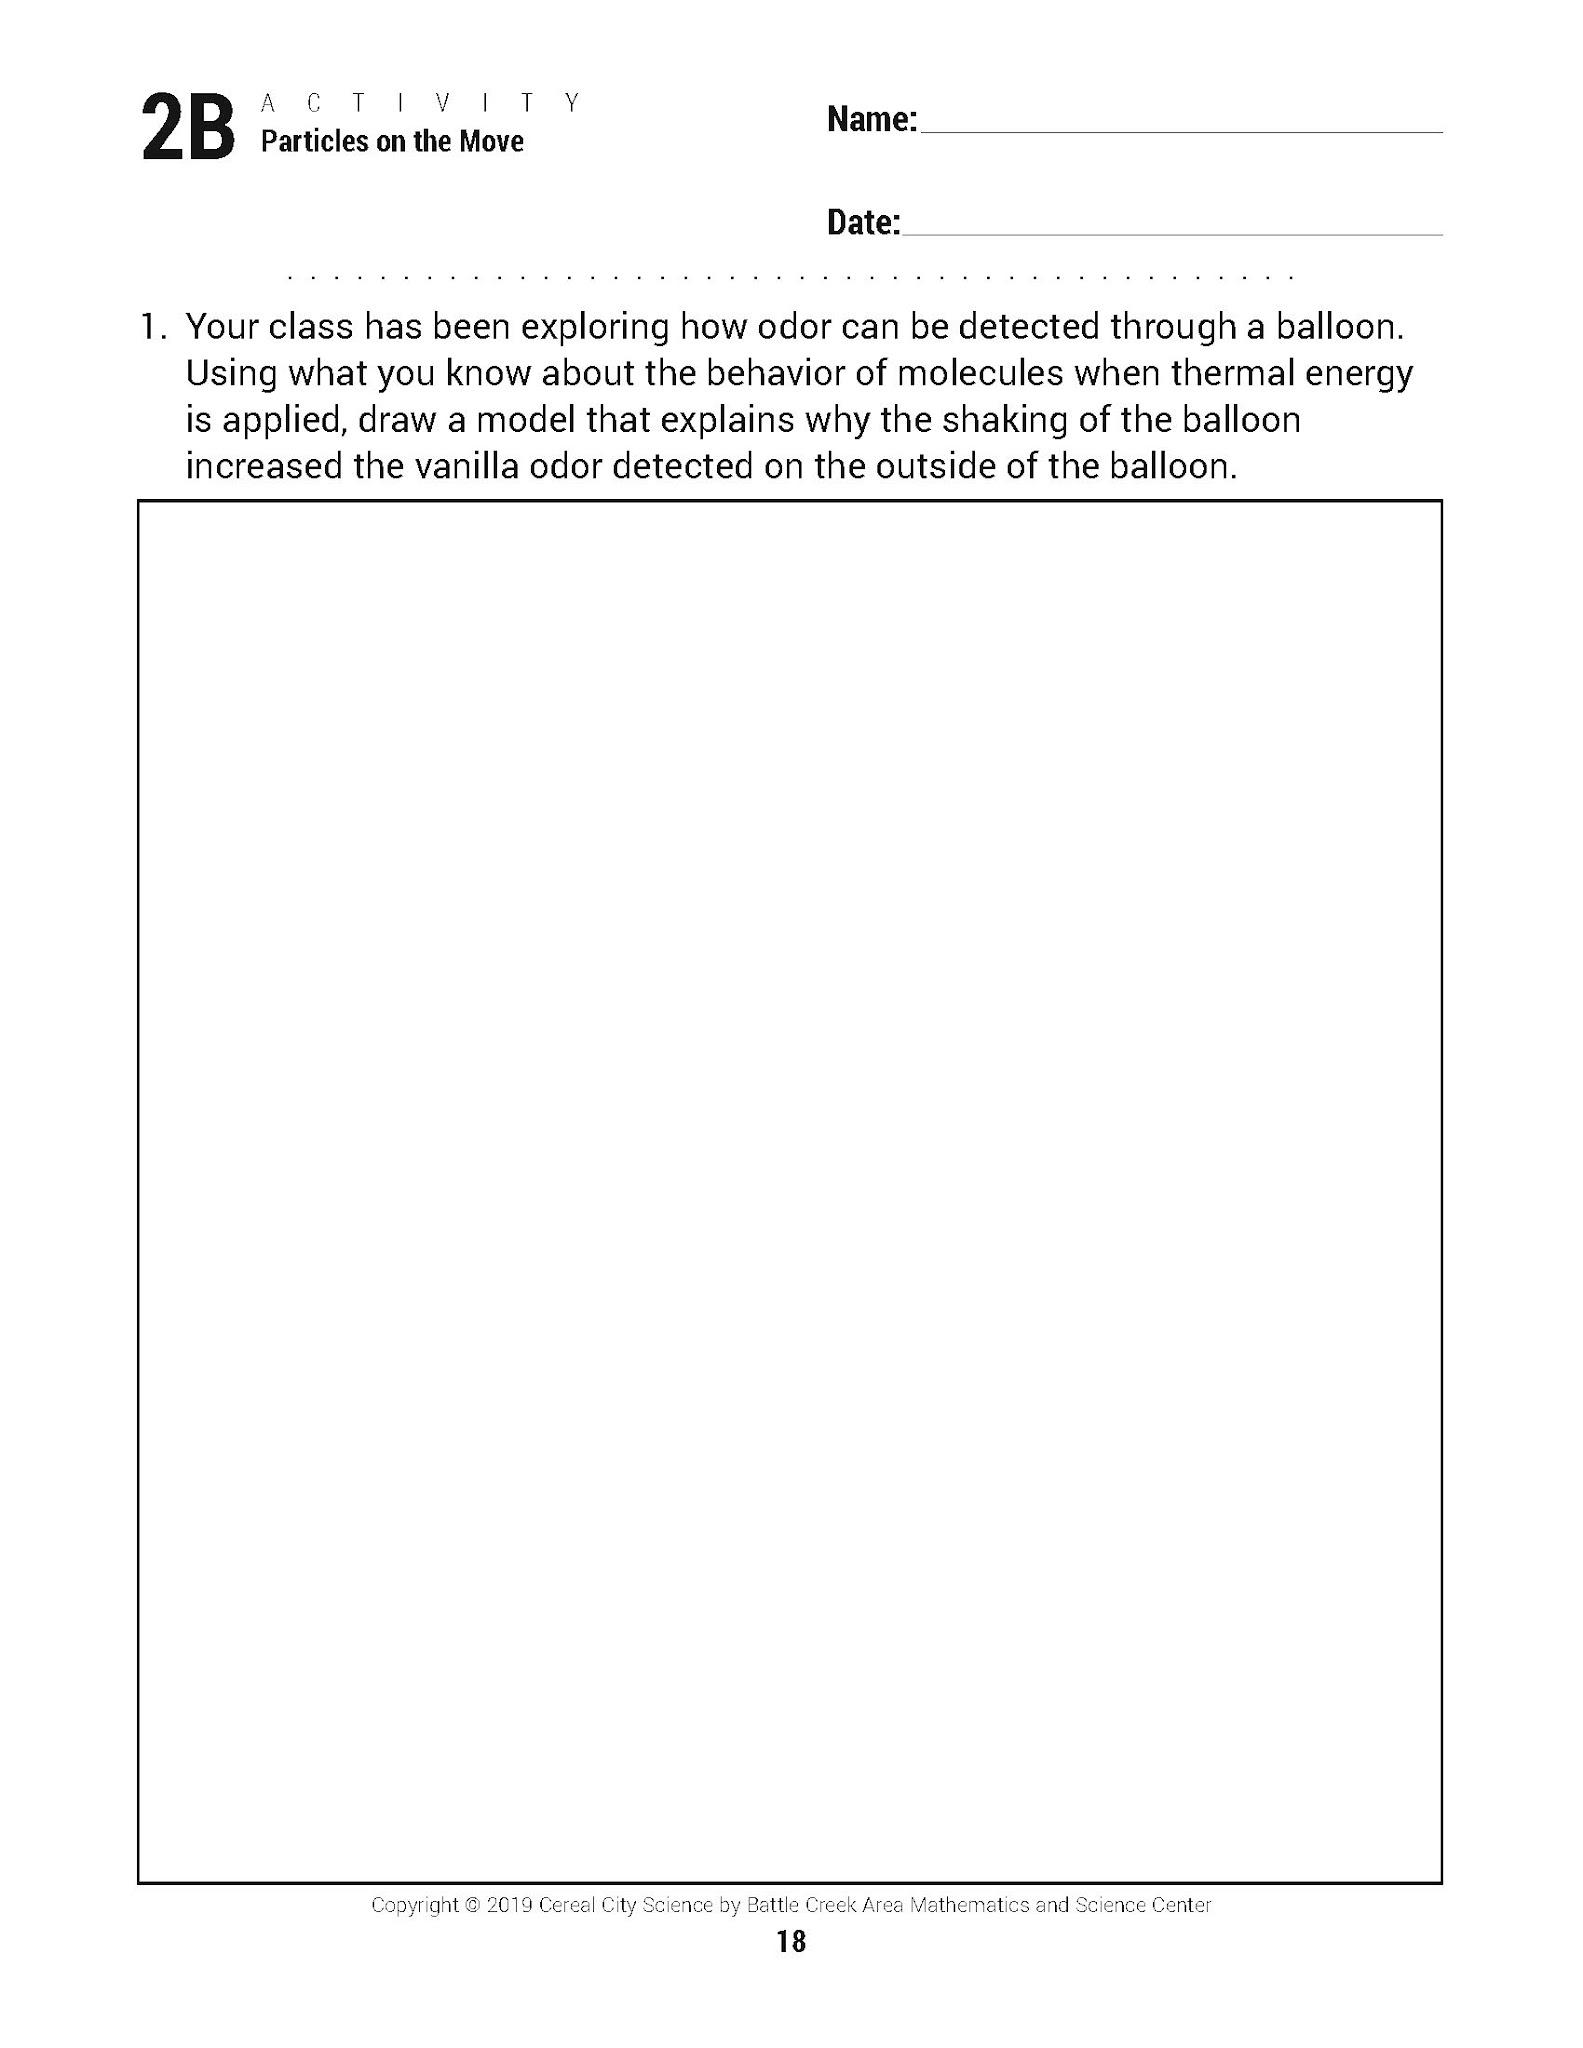 2B ACTIVITY
Particles on the Move
Name:
Date:
1. Your class has been exploring how odor can be detected through a balloon.
Using what you know about the behavior of molecules when thermal energy
is applied, draw a model that explains why the shaking of the balloon
increased the vanilla odor detected on the outside of the balloon.
Copyright © 2019 Cereal City Science by Battle Creek Area Mathematics and Science Center
18